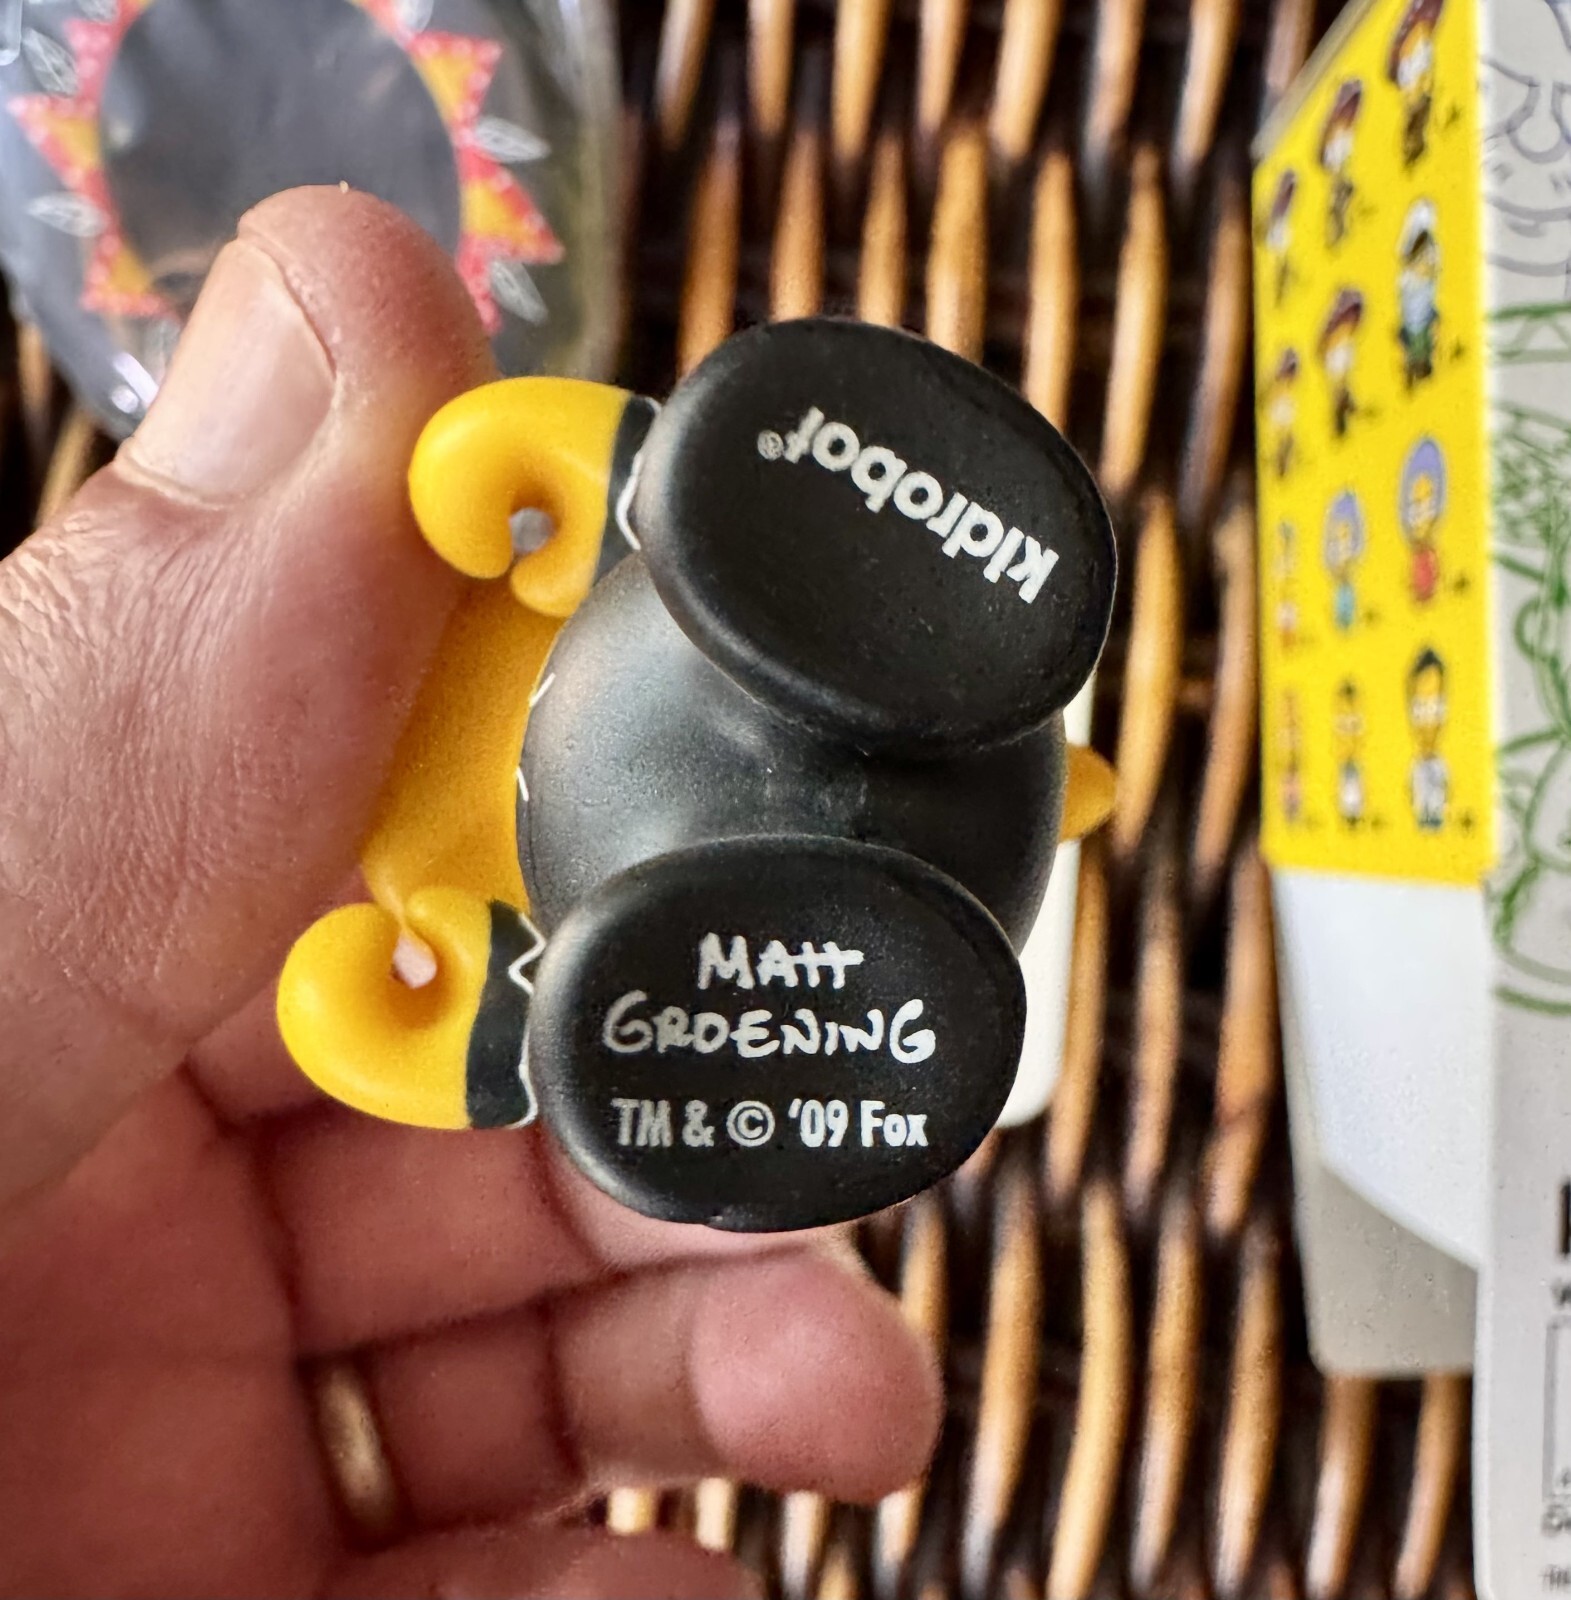 kidrobot®
MATT
GROENING
TM & © '09 Fox